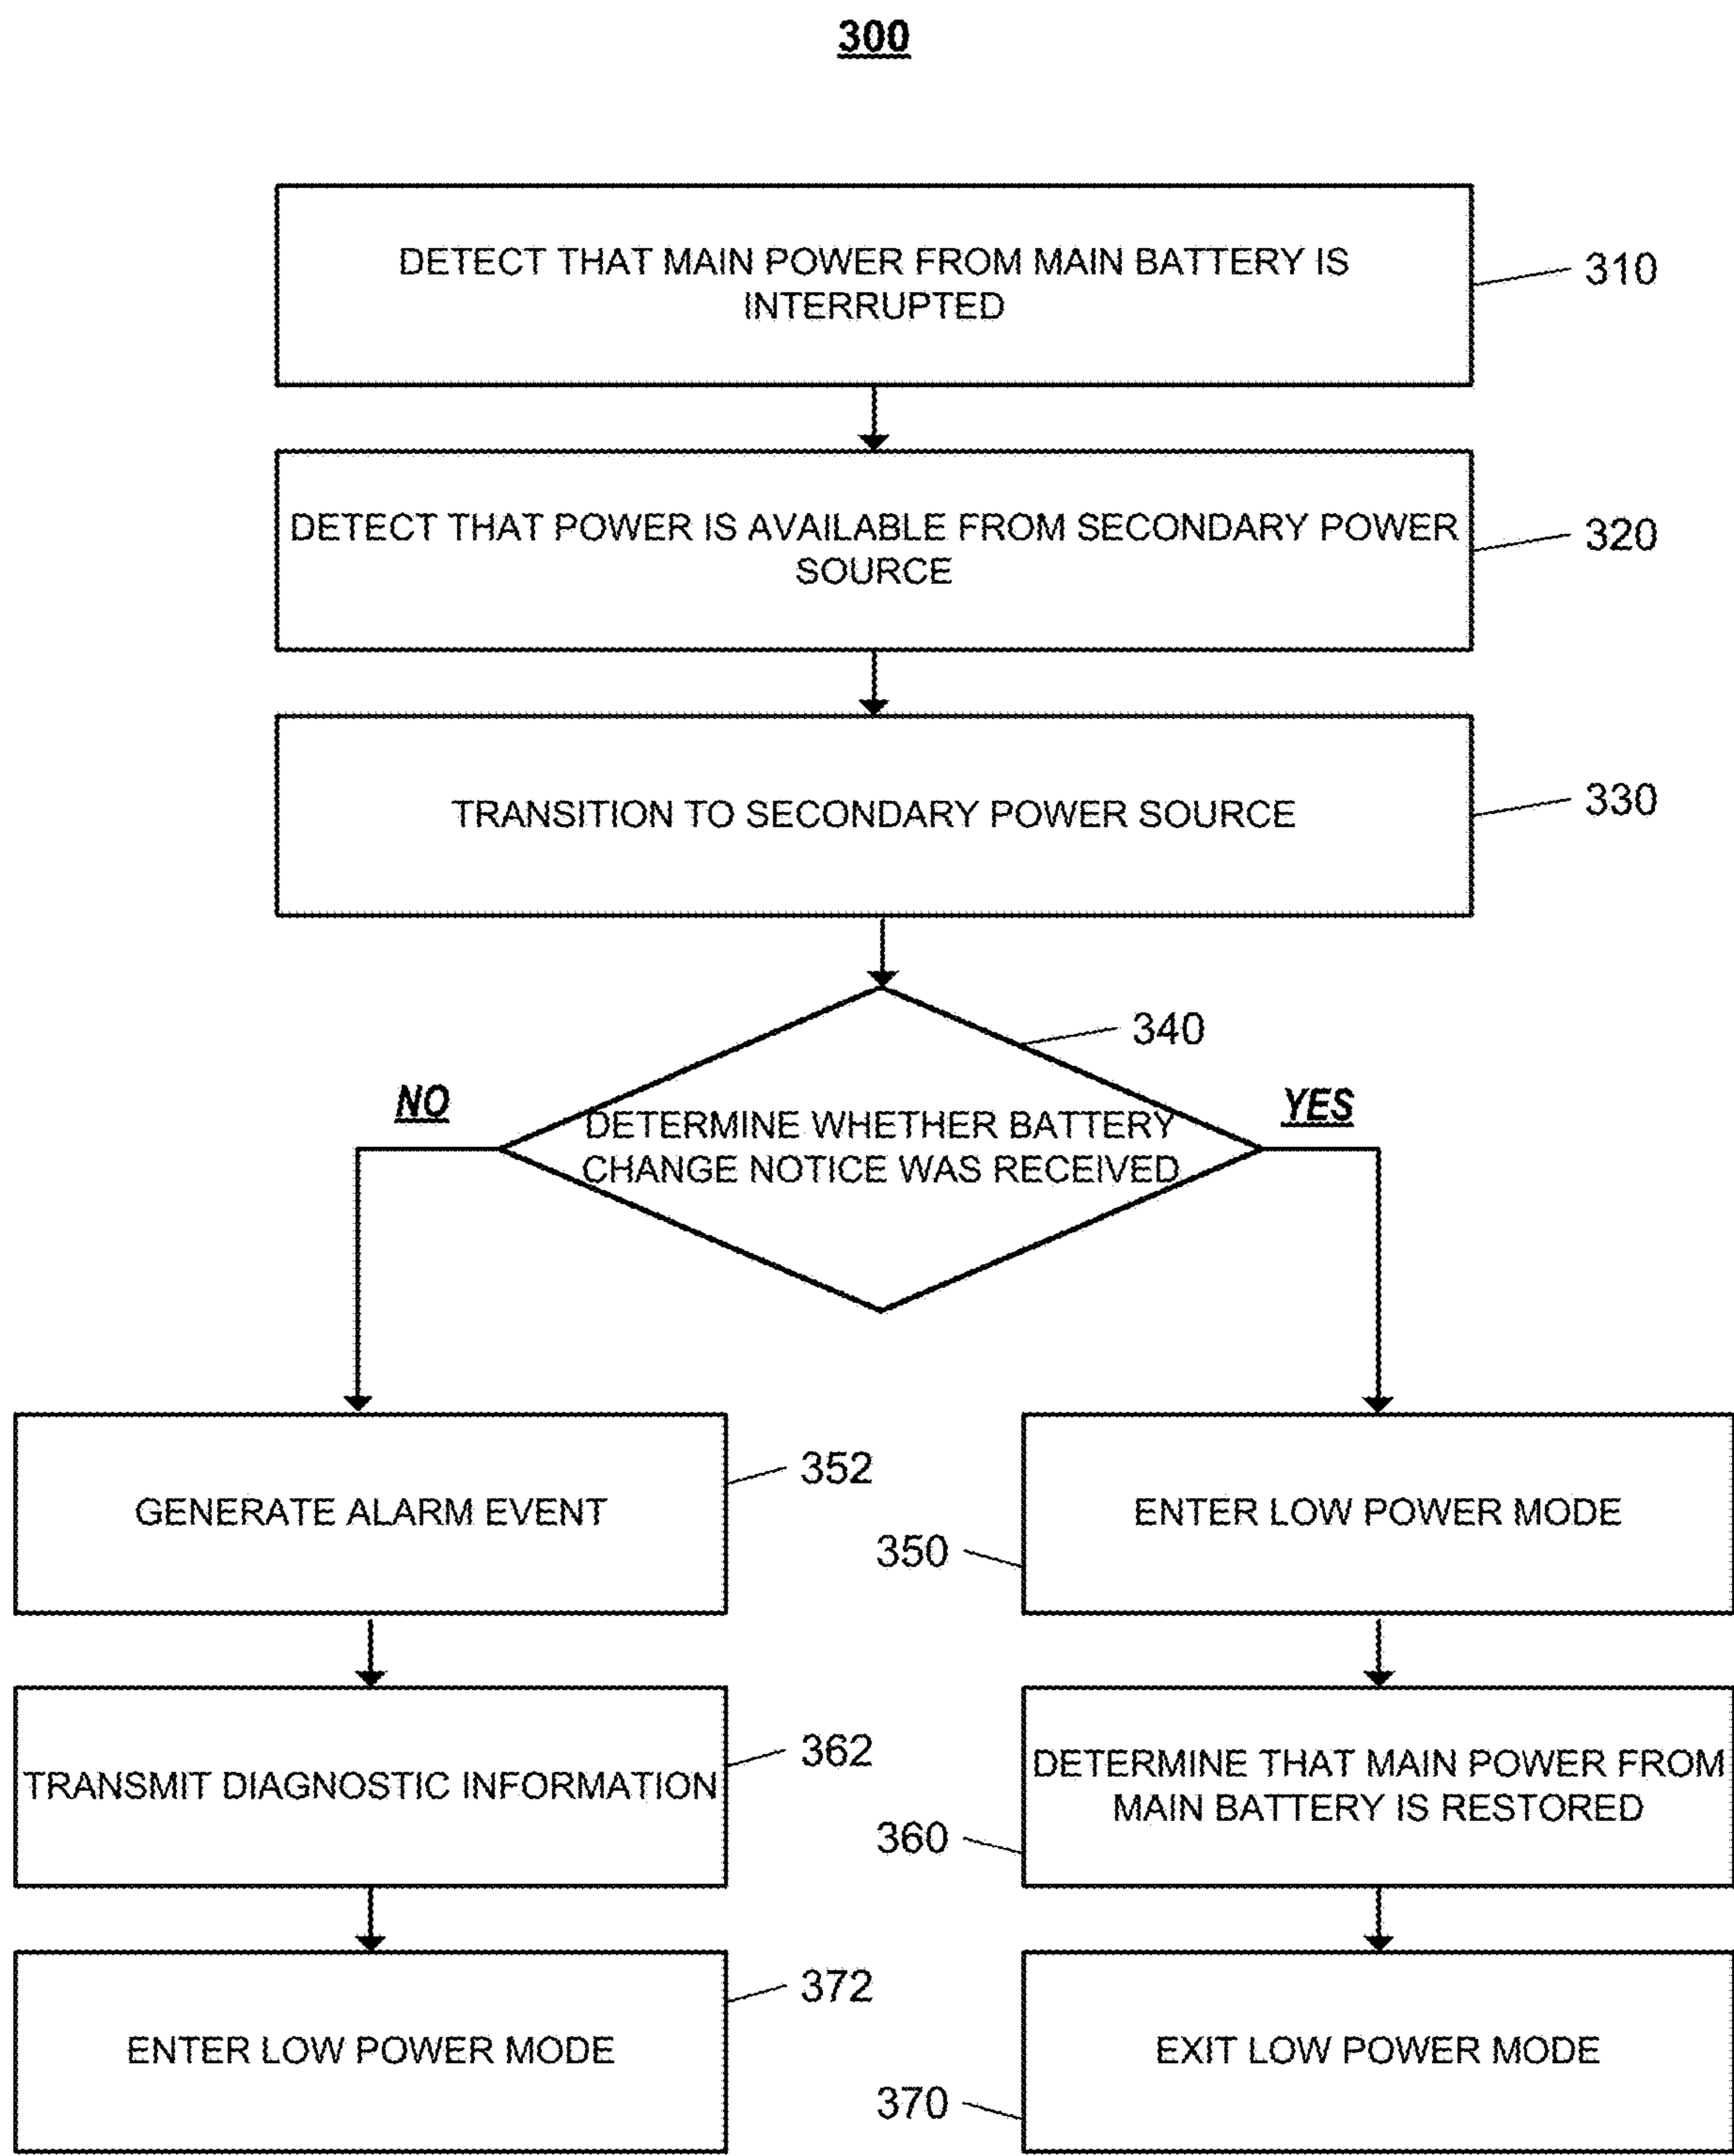 300
DETECT THAT MAIN POWER FROM MAIN BATTERY IS
INTERRUPTED
310
DETECT THAT POWER IS AVAILABLE FROM SECONDARY POWER
SOURCE
320
TRANSITION TO SECONDARY POWER SOURCE
330
340
NO
YES
DETERMINE WHETHER BATTERY
CHANGE NOTICE WAS RECEIVED
GENERATE ALARM EVENT
352
ENTER LOW POWER MODE
350
TRANSMIT DIAGNOSTIC INFORMATION
362
DETERMINE THAT MAIN POWER FROM
MAIN BATTERY IS RESTORED
360
ENTER LOW POWER MODE
372
EXIT LOW POWER MODE
370